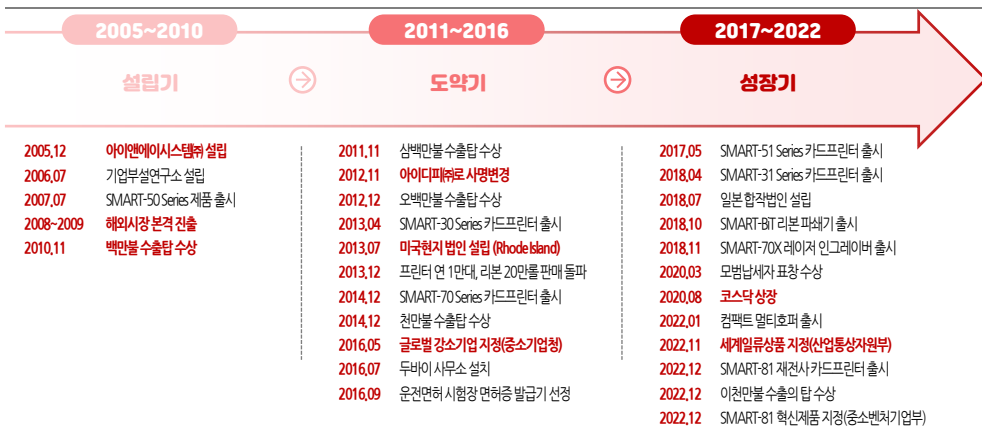 2005~2010
설립기
2005.12 아이앤에이시스템㈜ 설립
2006.07 기업부설연구소 설립
2007.07 SMART-50 Series 제품 출시
2008~2009 해외시장 본격 진출
2010.11 백만불 수출탑 수상
2011~2016
도약기
2011.11 삼백만불 수출탑 수상
2012.11 아이디피㈜로 사명변경
2012.12 오백만불 수출탑 수상
2013.04 SMART-30 Series 카드프린터 출시
2013.07 미국현지 법인 설립 (Rhode Island)
2013.12 프린터 연 1만대, 리본 20만롤 판매 돌파
2014.12 SMART-70 Series 카드프린터 출시
2014.12 천만불 수출탑 수상
2016.05 글로벌 강소기업 지정(중소기업청)
2016.07 두바이 사무소 설치
2016.09 운전면허 시험장 면허증 발급기 선정
2017~2022
성장기
2017.05 SMART-51 Series 카드프린터 출시
2018.04 SMART-31 Series 카드프린터 출시
2018.07 일본 합작법인 설립
2018.10 SMART-BiT 리본 파쇄기 출시
2018.11 SMART-70X 레이저 인그레이버 출시
2020.03 모범납세자 표창 수상
2020.08 코스닥 상장
2022.01 컴팩트 멀티호퍼 출시
2022.11 세계일류상품 지정(산업통상자원부)
2022.12 SMART-81 재전사 카드프린터 출시
2022.12 이천만불 수출의 탑 수상
2022.12 SMART-81 혁신제품 지정(중소벤처기업부)